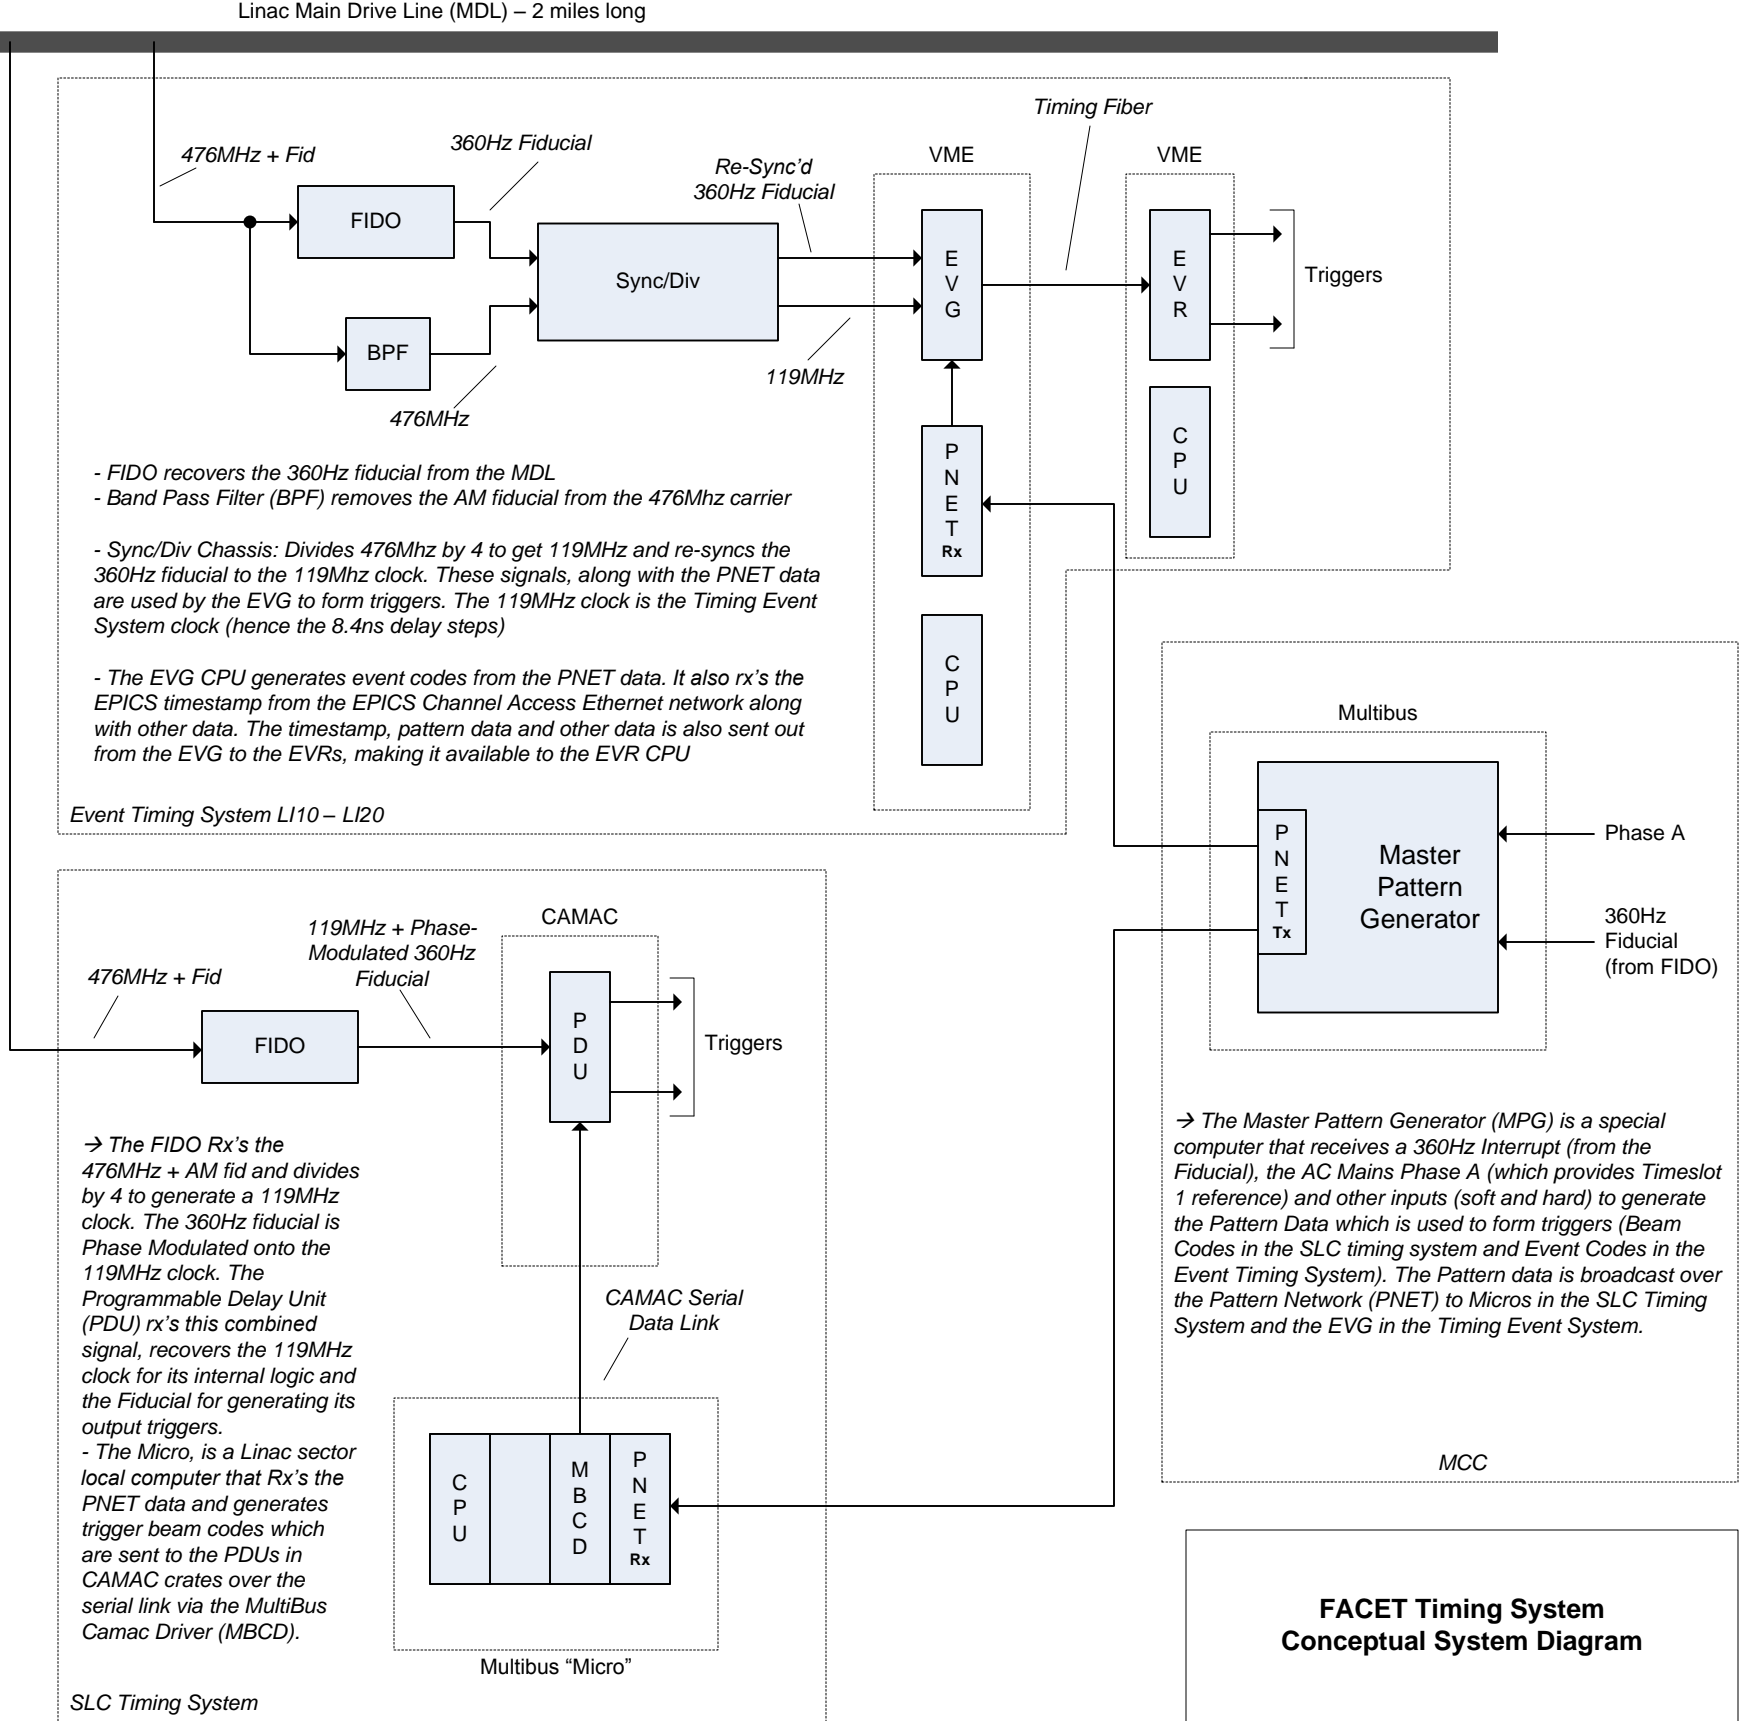 Linac Main Drive Line (MDL) – 2 miles long
Timing Fiber
476MHz + Fid
360Hz Fiducial
Re-Sync’d
360Hz Fiducial
VME
VME
FIDO
Sync/Div
E
V
G
E
V
R
Triggers
BPF
119MHz
476MHz
P
N
E
T
Rx
C
P
U
C
P
U
- FIDO recovers the 360Hz fiducial from the MDL
- Band Pass Filter (BPF) removes the AM fiducial from the 476Mhz carrier
- Sync/Div Chassis: Divides 476Mhz by 4 to get 119MHz and re-syncs the
360Hz fiducial to the 119Mhz clock. These signals, along with the PNET data
are used by the EVG to form triggers. The 119MHz clock is the Timing Event
System clock (hence the 8.4ns delay steps)
- The EVG CPU generates event codes from the PNET data. It also rx’s the
EPICS timestamp from the EPICS Channel Access Ethernet network along
with other data. The timestamp, pattern data and other data is also sent out
from the EVG to the EVRs, making it available to the EVR CPU
Event Timing System LI10 – LI20
Multibus
P
N
E
T
Tx
Master
Pattern
Generator
Phase A
360Hz
Fiducial
(from FIDO)
→ The Master Pattern Generator (MPG) is a special
computer that receives a 360Hz Interrupt (from the
Fiducial), the AC Mains Phase A (which provides Timeslot
1 reference) and other inputs (soft and hard) to generate
the Pattern Data which is used to form triggers (Beam
Codes in the SLC timing system and Event Codes in the
Event Timing System). The Pattern data is broadcast over
the Pattern Network (PNET) to Micros in the SLC Timing
System and the EVG in the Timing Event System.
MCC
476MHz + Fid
119MHz + Phase-
Modulated 360Hz
Fiducial
CAMAC
FIDO
P
D
U
Triggers
→ The FIDO Rx’s the
476MHz + AM fid and divides
by 4 to generate a 119MHz
clock. The 360Hz fiducial is
Phase Modulated onto the
119MHz clock. The
Programmable Delay Unit
(PDU) rx’s this combined
signal, recovers the 119MHz
clock for its internal logic and
the Fiducial for generating its
output triggers.
- The Micro, is a Linac sector
local computer that Rx’s the
PNET data and generates
trigger beam codes which
are sent to the PDUs in
CAMAC crates over the
serial link via the MultiBus
Camac Driver (MBCD).
CAMAC Serial
Data Link
C
P
U
M
B
C
D
P
N
E
T
Rx
Multibus “Micro”
SLC Timing System
FACET Timing System
Conceptual System Diagram